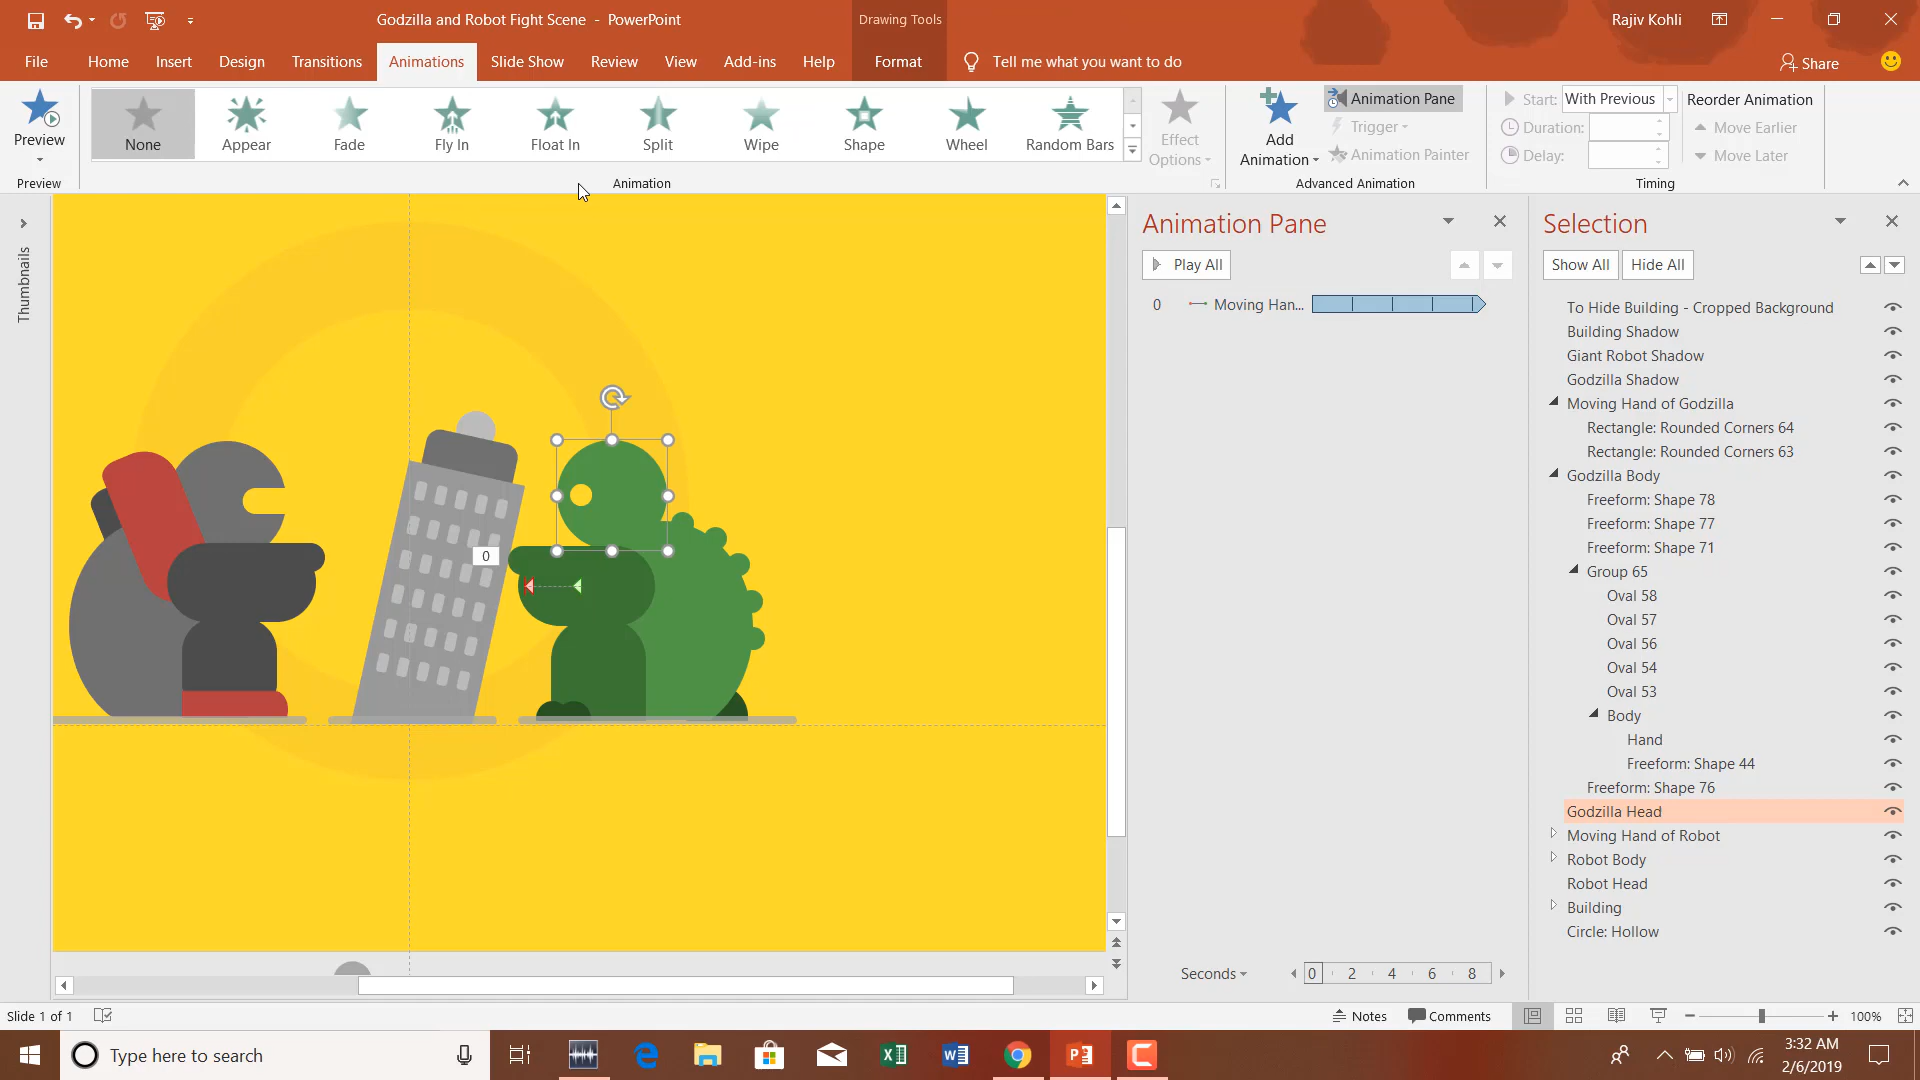 Godzilla and Robot Fight Scene - PowerPoint
Drawing Tools
Rajiv Kohli
File Home Insert Design Transitions Animations Slide Show Review View Add-ins Help Format Tell me what you want to do Share
Preview
None Appear Fade Fly In Float In Split Wipe Shape Wheel Random Bars
Effect Options
Add Animation
Animation Pane
Trigger
Animation Painter
Start: With Previous
Duration:
Delay:
Reorder Animation
Move Earlier
Move Later
Preview Animation Advanced Animation Timing
Thumbnails
0
Animation Pane
Play All
0 Moving Han...
Seconds 0 2 4 6 8
Selection
Show All Hide All
To Hide Building - Cropped Background
Building Shadow
Giant Robot Shadow
Godzilla Shadow
Moving Hand of Godzilla
Rectangle: Rounded Corners 64
Rectangle: Rounded Corners 63
Godzilla Body
Freeform: Shape 78
Freeform: Shape 77
Freeform: Shape 71
Group 65
Oval 58
Oval 57
Oval 56
Oval 54
Oval 53
Body
Hand
Freeform: Shape 44
Freeform: Shape 76
Godzilla Head
Moving Hand of Robot
Robot Body
Robot Head
Building
Circle: Hollow
Slide 1 of 1
Notes Comments 100%
Type here to search
3:32 AM
2/6/2019